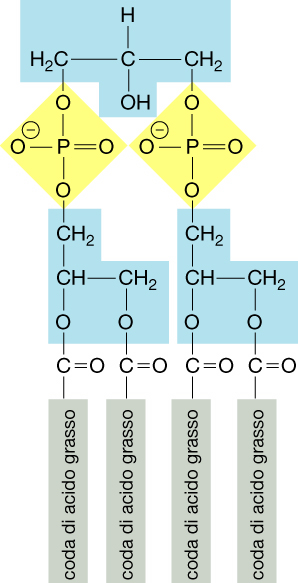 H
H₂C C CH₂
O OH O
⊖ ⊖
O P O O P O
O O
CH₂ CH₂
CH CH₂ CH CH₂
O O O O
C=O C=O C=O C=O
coda di acido grasso
coda di acido grasso
coda di acido grasso
coda di acido grasso